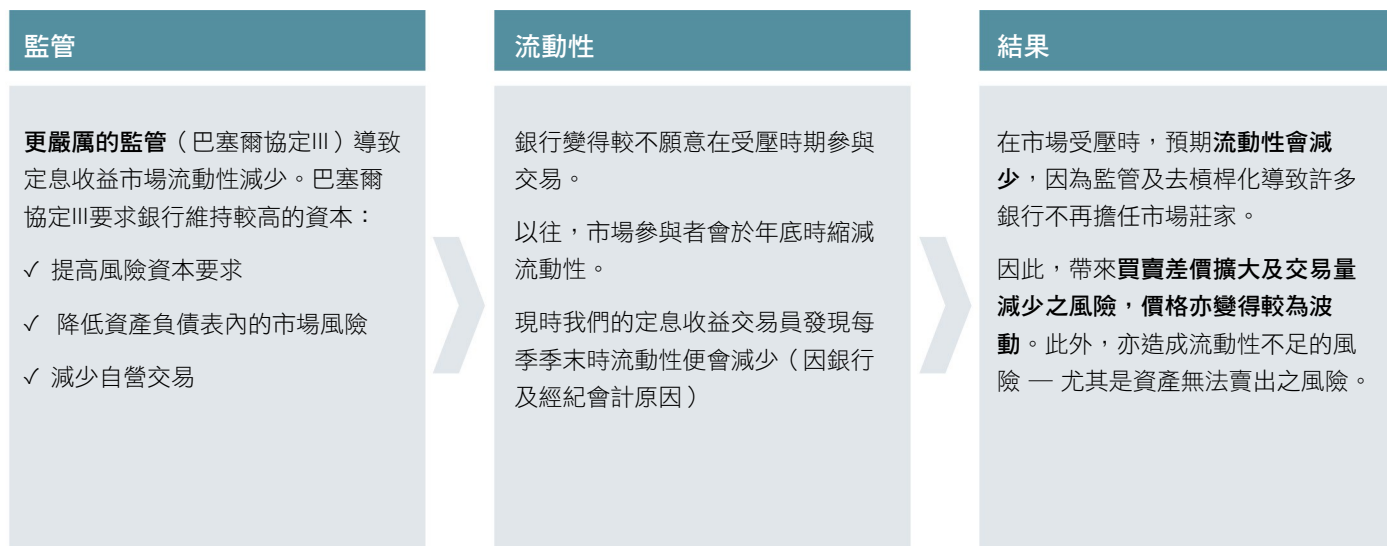 監管
更嚴厲的監管（巴塞爾協定III）導致
定息收益市場流動性減少。巴塞爾
協定III要求銀行維持較高的資本：
✓ 提高風險資本要求
✓ 降低資產負債表內的市場風險
✓ 減少自營交易
流動性
銀行變得較不願意在受壓時期參與
交易。
以往，市場參與者會於年底時縮減
流動性。
現時我們的定息收益交易員發現每
季季末時流動性便會減少（因銀行
及經紀會計原因）
結果
在市場受壓時，預期流動性會減
少，因為監管及去槓桿化導致許多
銀行不再擔任市場莊家。
因此，帶來買賣差價擴大及交易量
減少之風險，價格亦變得較為波
動。此外，亦造成流動性不足的風
險 — 尤其是資產無法賣出之風險。